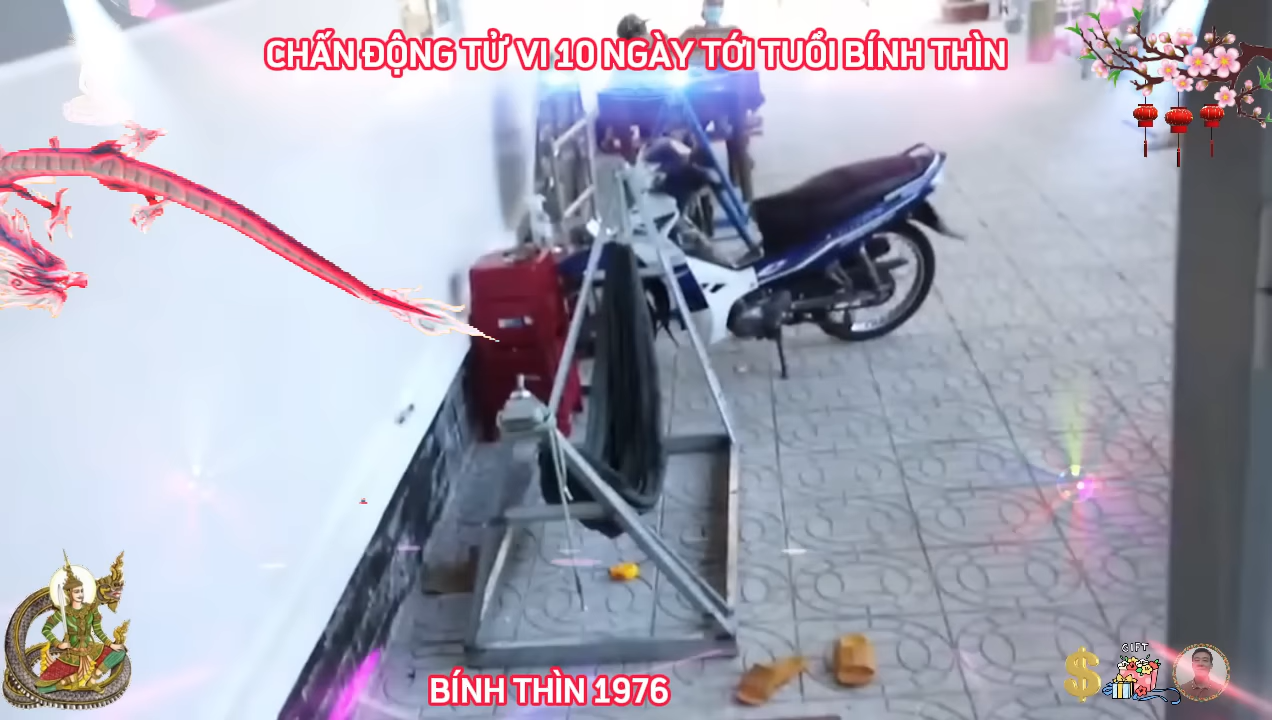 CHẤN ĐỘNG TỬ VI 10 NGÀY TỚI TUỔI BÍNH THÌN
GIFT
BÍNH THÌN 1976